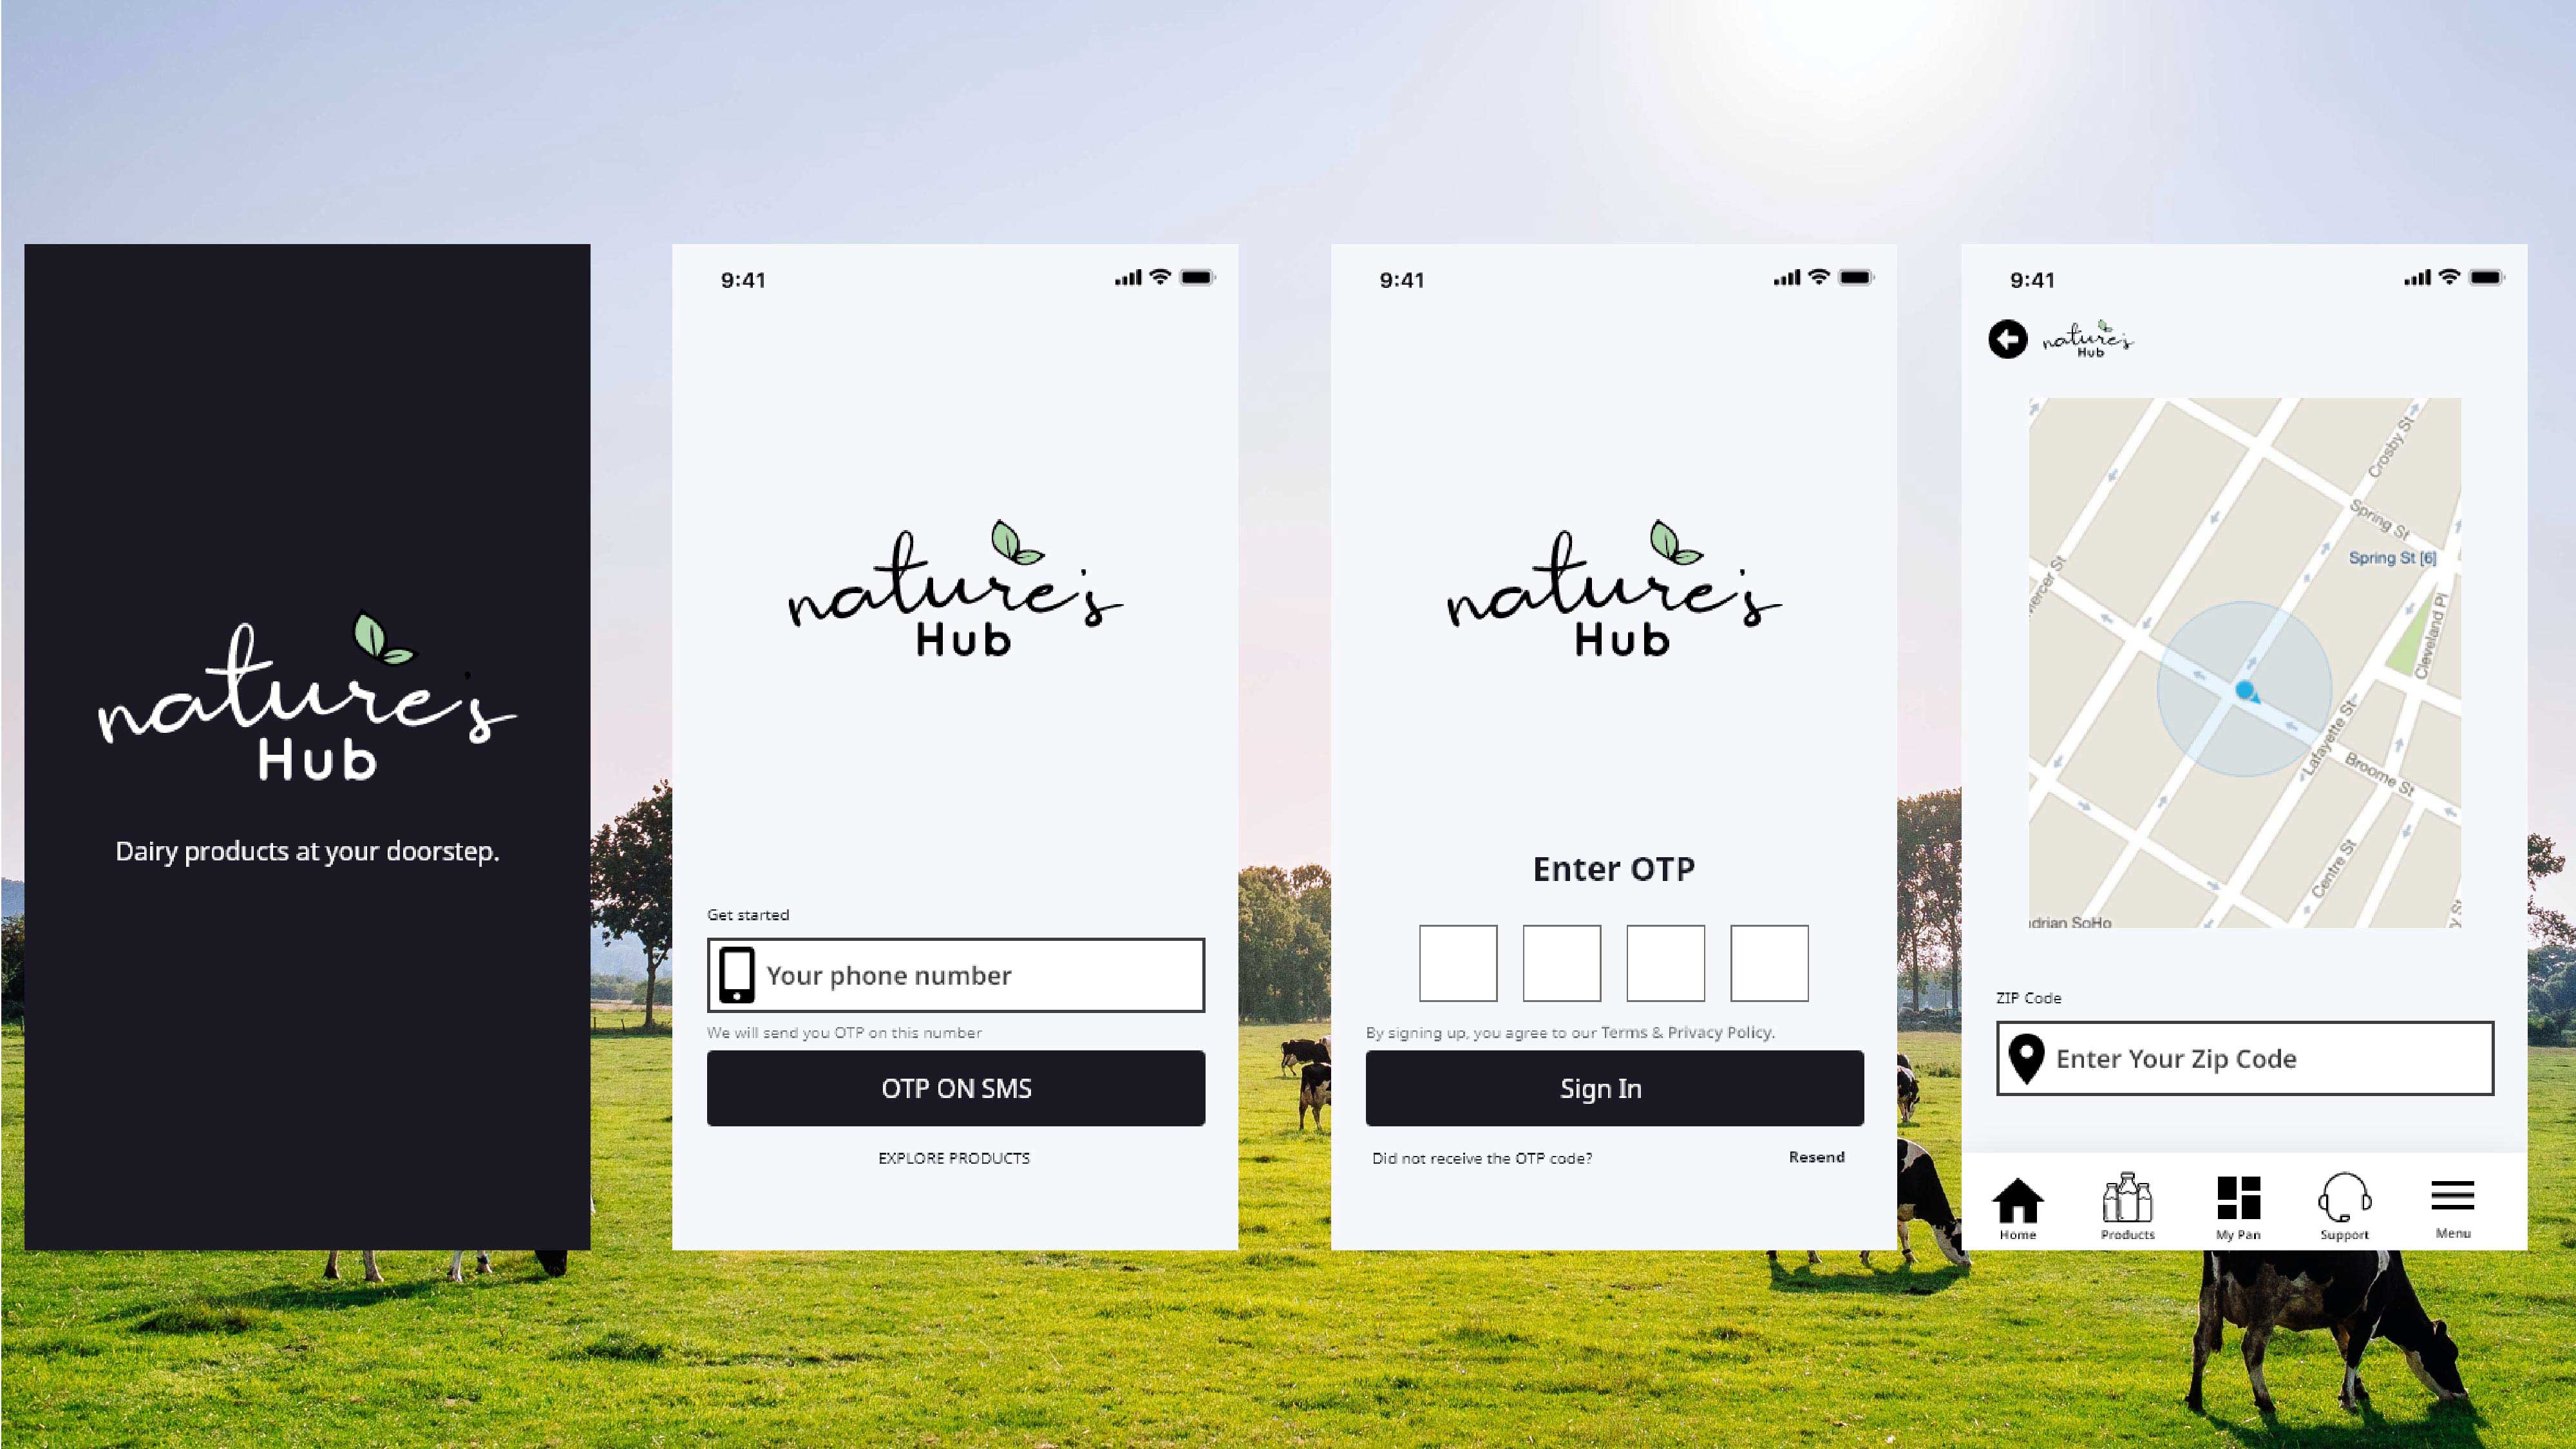 nature's
Hub
Dairy products at your doorstep.
9:41
nature's
Hub
Get started
Your phone number
We will send you OTP on this number
OTP ON SMS
EXPLORE PRODUCTS
9:41
nature's
Hub
Enter OTP
By signing up, you agree to our Terms & Privacy Policy.
Sign In
Did not receive the OTP code? Resend
9:41
nature's
Hub
Crosby St
Spring St
Spring St [6]
Mercer St
Cleveland Pl
Lafayette St
Broome St
Centre St
drian SoHo
ZIP Code
Enter Your Zip Code
Home Products My Pan Support Menu